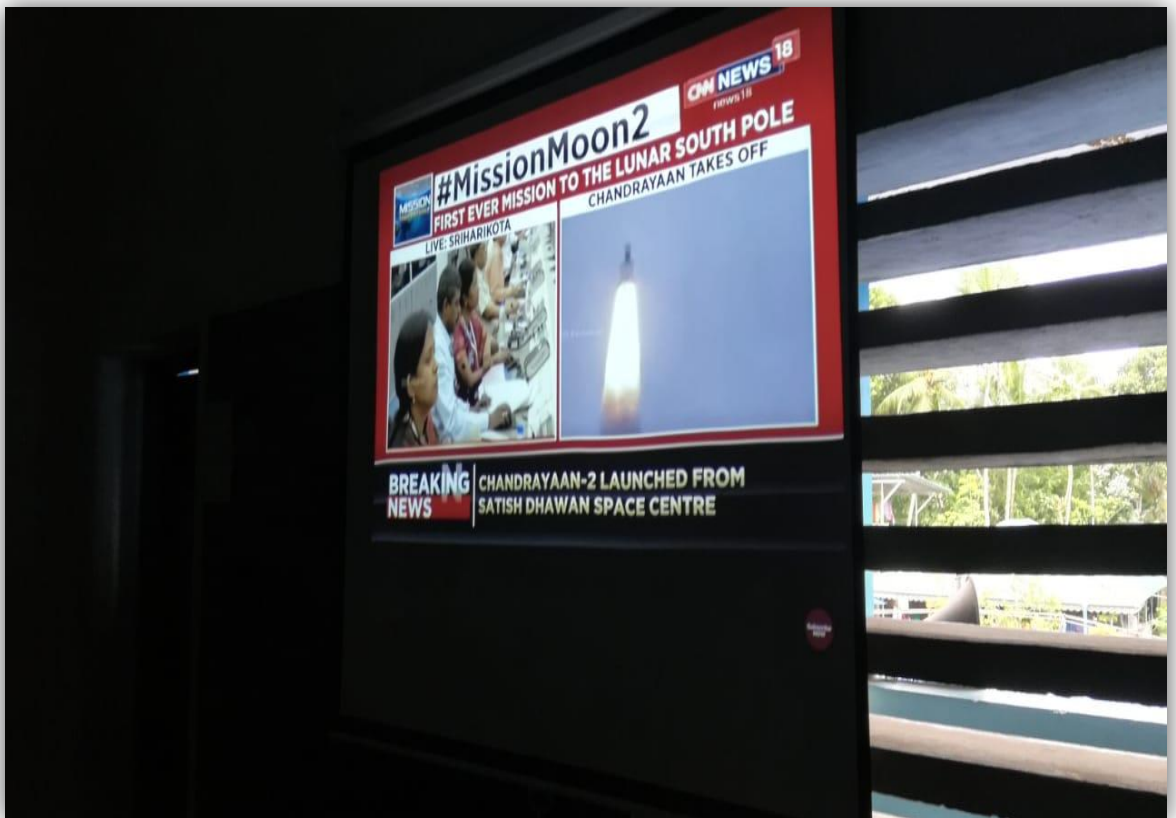 CNN NEWS 18
news18
#MissionMoon2
MISSION
FIRST EVER MISSION TO THE LUNAR SOUTH POLE
LIVE: SRIHARIKOTA
CHANDRAYAAN TAKES OFF
BREAKING
NEWS
CHANDRAYAAN-2 LAUNCHED FROM
SATISH DHAWAN SPACE CENTRE